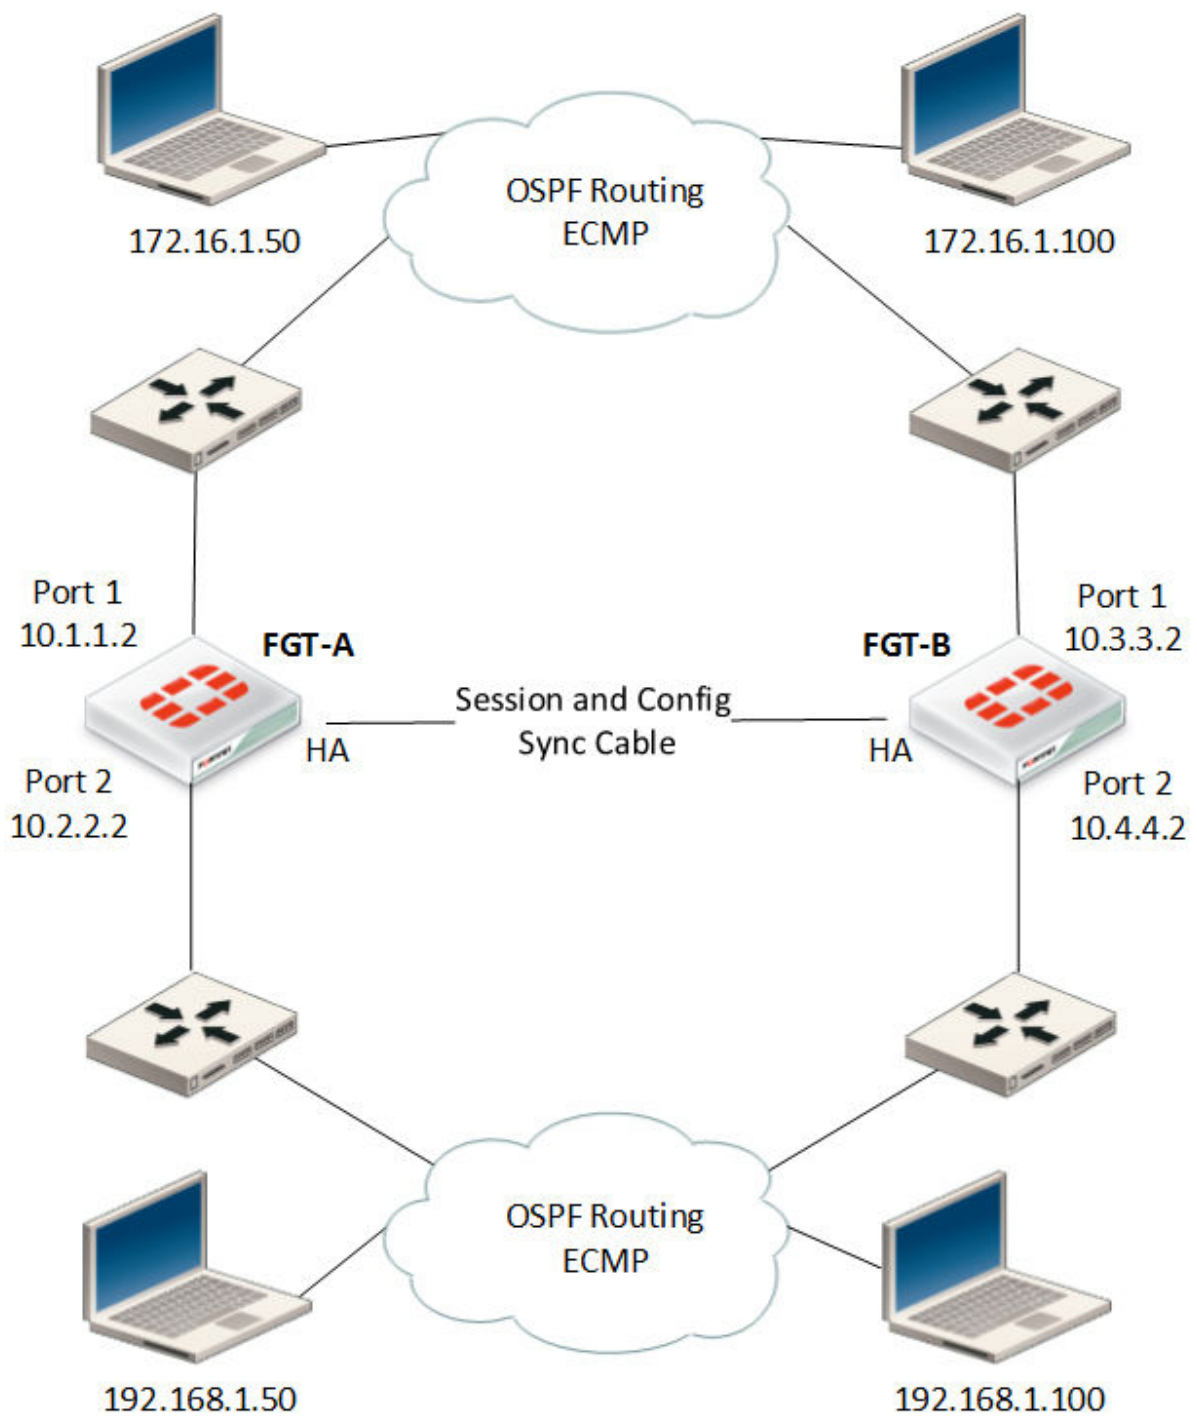 OSPF Routing
ECMP
172.16.1.50
172.16.1.100
Port 1
10.1.1.2
FGT-A
FGT-B
Port 1
10.3.3.2
Session and Config
Sync Cable
HA
HA
Port 2
10.2.2.2
Port 2
10.4.4.2
OSPF Routing
ECMP
192.168.1.50
192.168.1.100